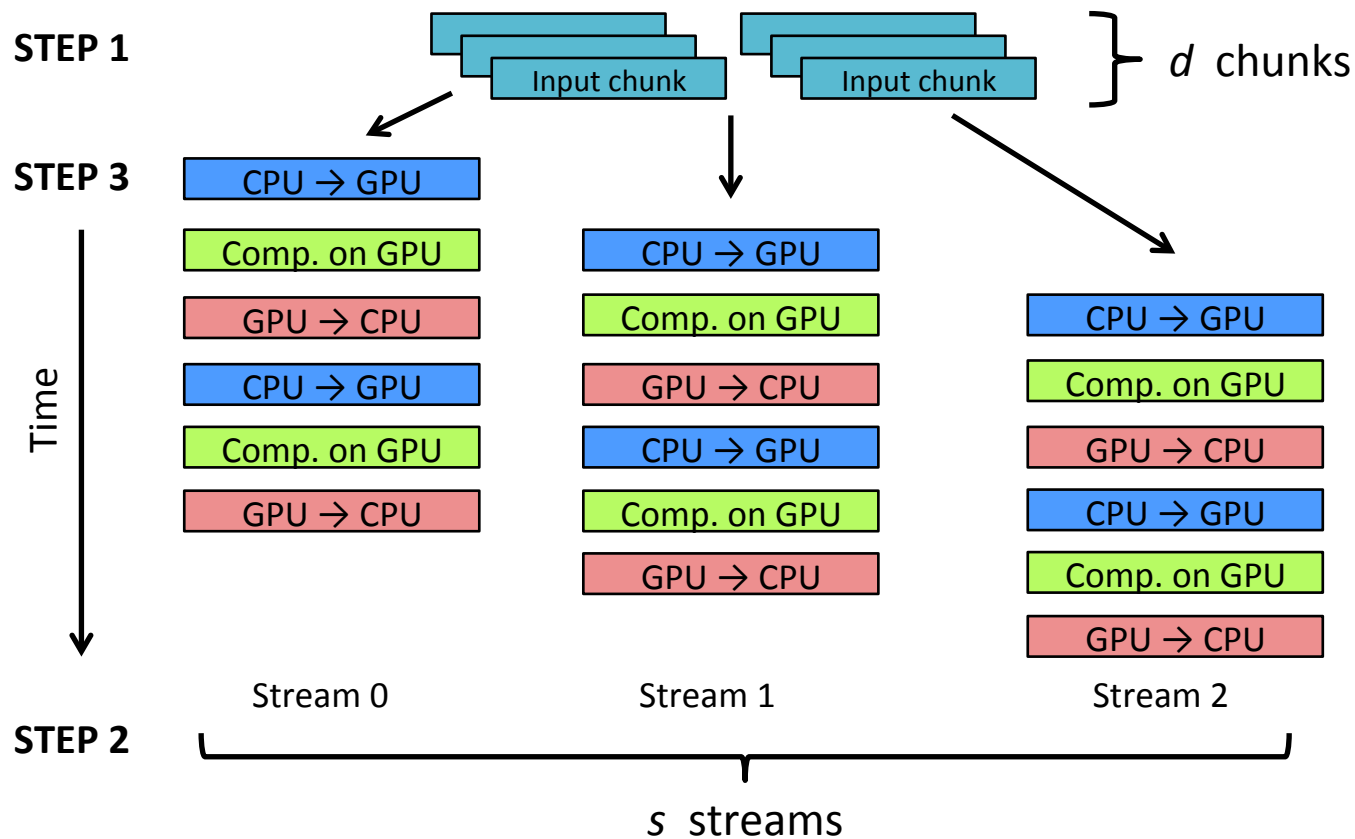 STEP 1
Input chunk
Input chunk
d chunks
STEP 3
CPU → GPU
Comp. on GPU
CPU → GPU
GPU → CPU
Comp. on GPU
CPU → GPU
Time
CPU → GPU
GPU → CPU
Comp. on GPU
Comp. on GPU
CPU → GPU
GPU → CPU
GPU → CPU
Comp. on GPU
CPU → GPU
GPU → CPU
Comp. on GPU
GPU → CPU
Stream 0
Stream 1
Stream 2
STEP 2
s streams